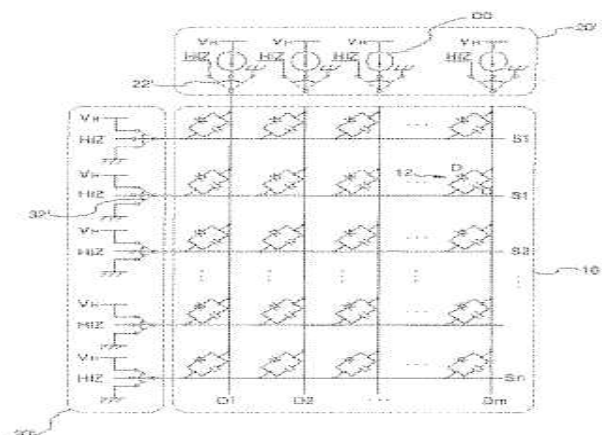 D0
20'
VH VH VH VH
HiZ HiZ HiZ HiZ
22'
VH
HiZ S1
VH
12 D
HiZ S1
32'
VH
HiZ S2
10
VH
HiZ
VH
HiZ Sn
D1 D2 Dm